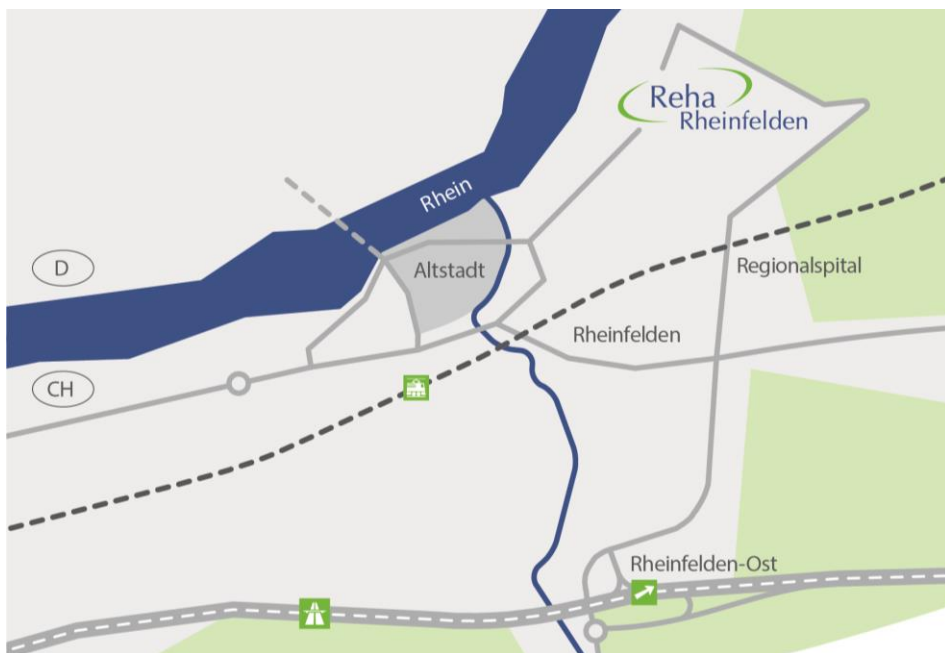 Reha
Rheinfelden
Rhein
D
Altstadt
Regionalspital
Rheinfelden
CH
Rheinfelden-Ost